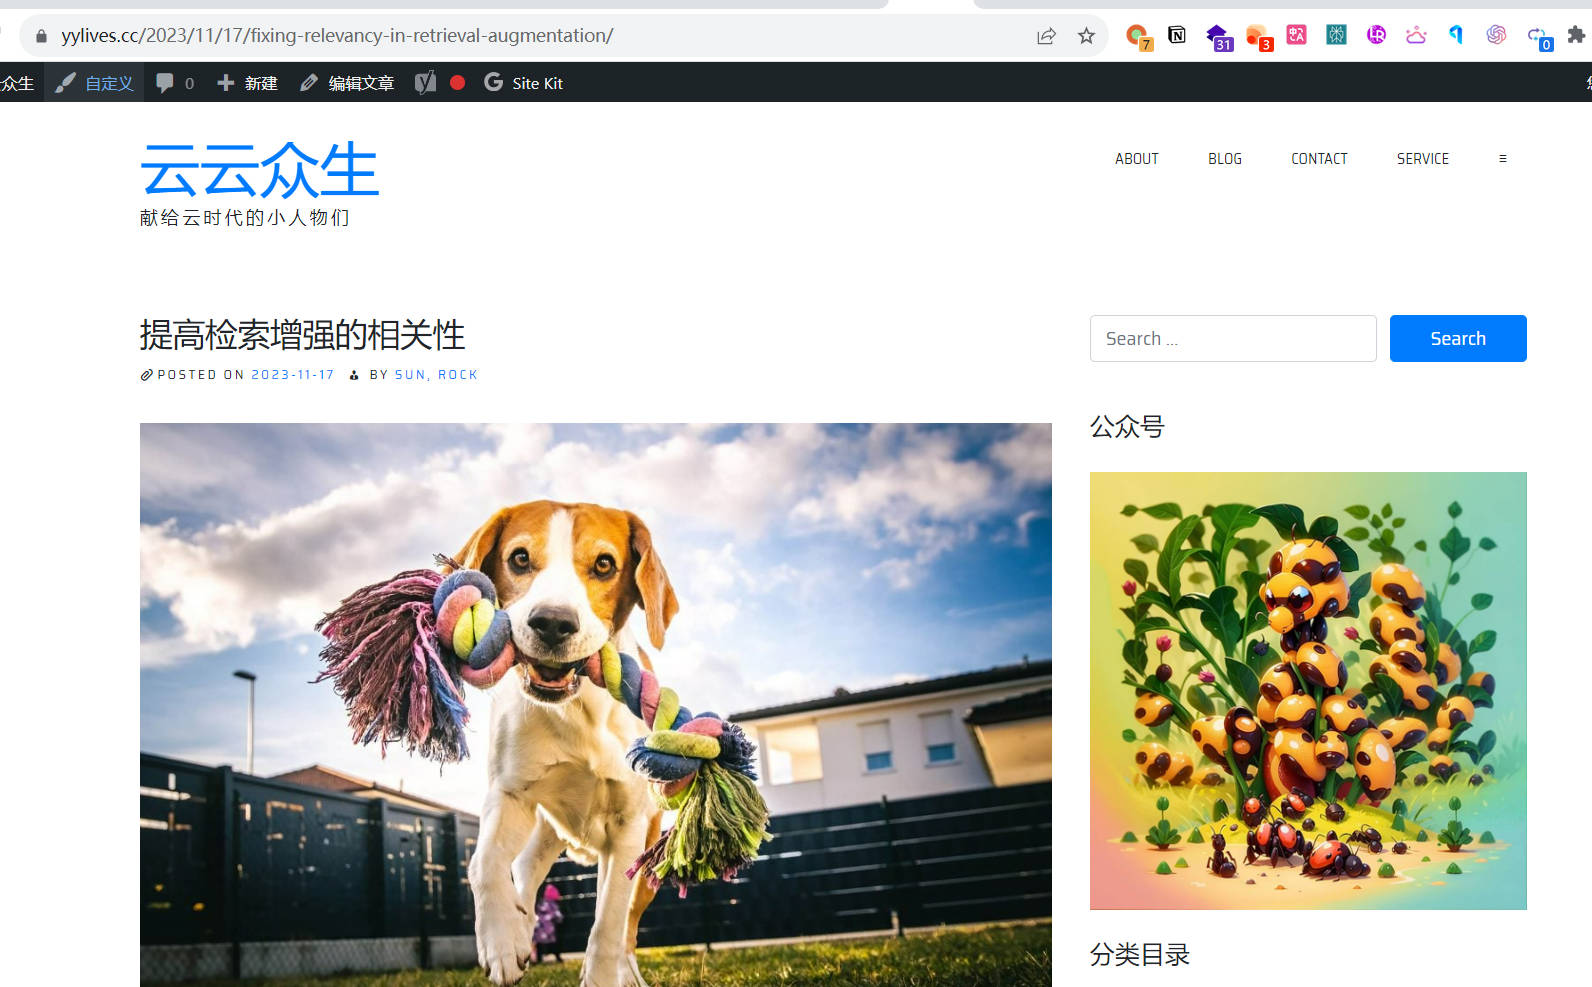 yylives.cc/2023/11/17/fixing-relevancy-in-retrieval-augmentation/
7
31
3
0
众生 自定义 0 新建 编辑文章 Site Kit
云云众生
献给云时代的小人物们
ABOUT BLOG CONTACT SERVICE
提高检索增强的相关性
POSTED ON 2023-11-17 BY SUN, ROCK
Search ...
Search
公众号
分类目录